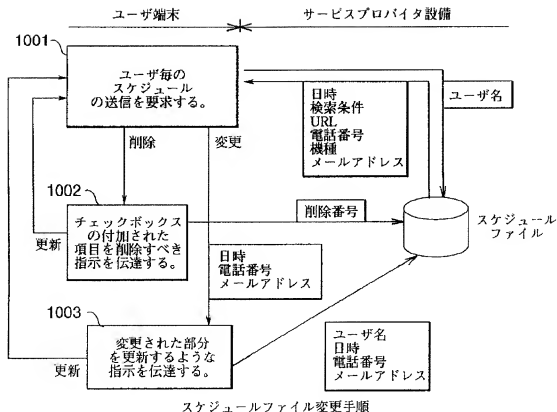 ユーザ端末
サービスプロバイダ設備
1001
ユーザ毎の
スケジュール
の送信を要求する。
日時
検索条件
URL
電話番号
機種
メールアドレス
ユーザ名
削除
変更
1002
チェックボックス
の付加された
項目を削除すべき
指示を伝達する。
削除番号
スケジュール
ファイル
更新
日時
電話番号
メールアドレス
1003
変更された部分
を更新するような
指示を伝達する。
更新
ユーザ名
日時
電話番号
メールアドレス
スケジュールファイル変更手順